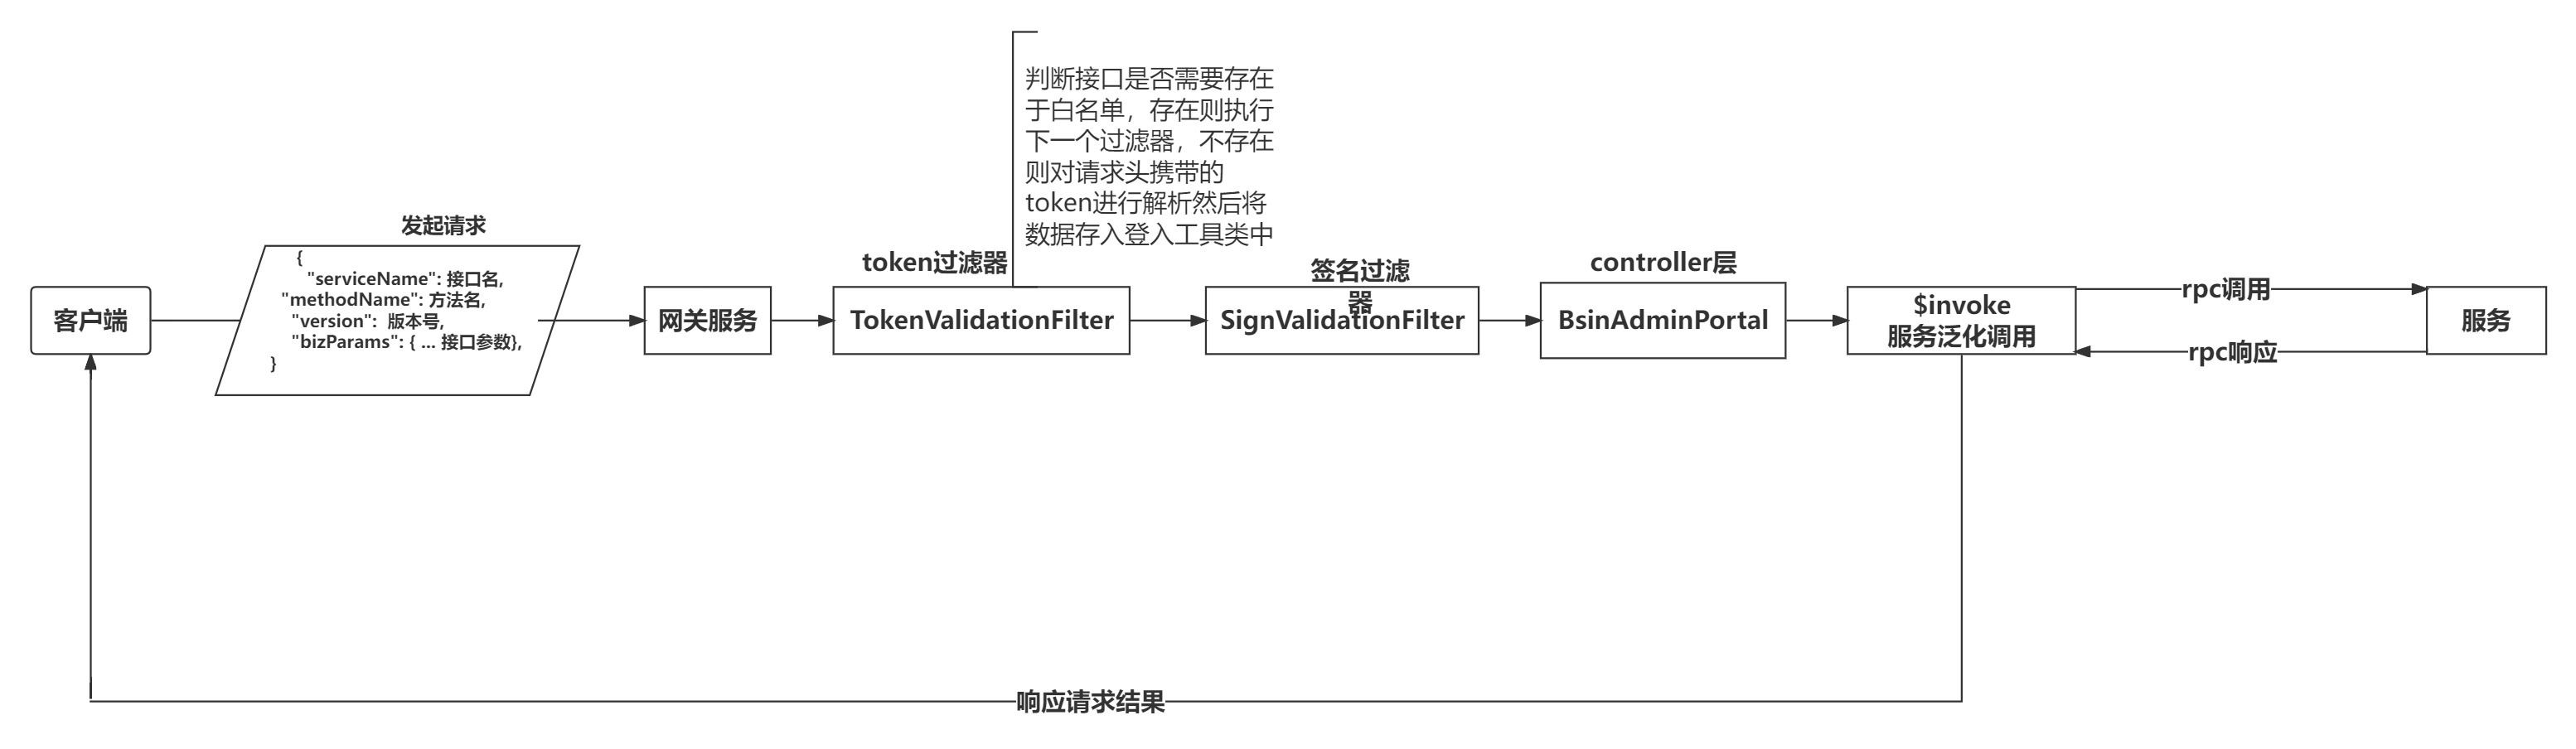 判断接口是否需要存在
于白名单，存在则执行
下一个过滤器，不存在
则对请求头携带的
token进行解析然后将
数据存入登入工具类中
发起请求
{
"serviceName": 接口名,
"methodName": 方法名,
"version": 版本号,
"bizParams": { ... 接口参数},
}
客户端
网关服务
token过滤器
TokenValidationFilter
签名过滤
器
SignValidationFilter
controller层
BsinAdminPortal
$invoke
服务泛化调用
rpc调用
rpc响应
服务
响应请求结果